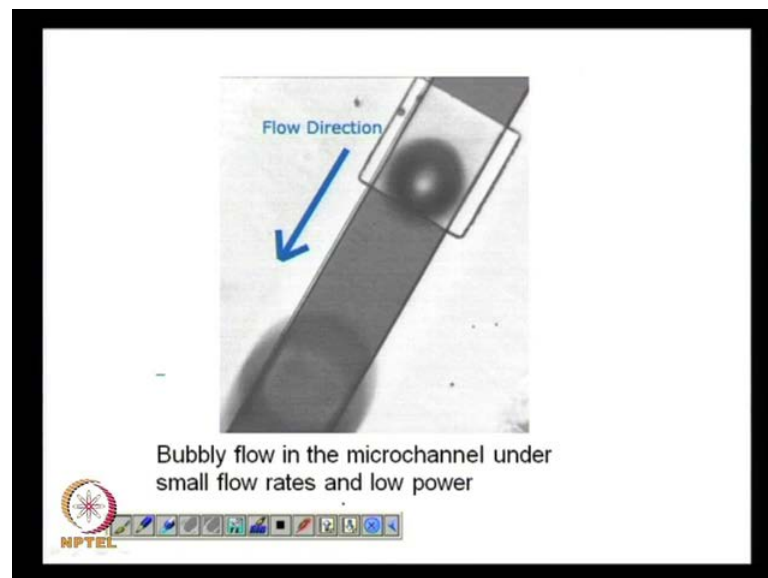 Flow Direction
Bubbly flow in the microchannel under
small flow rates and low power
NPTEL